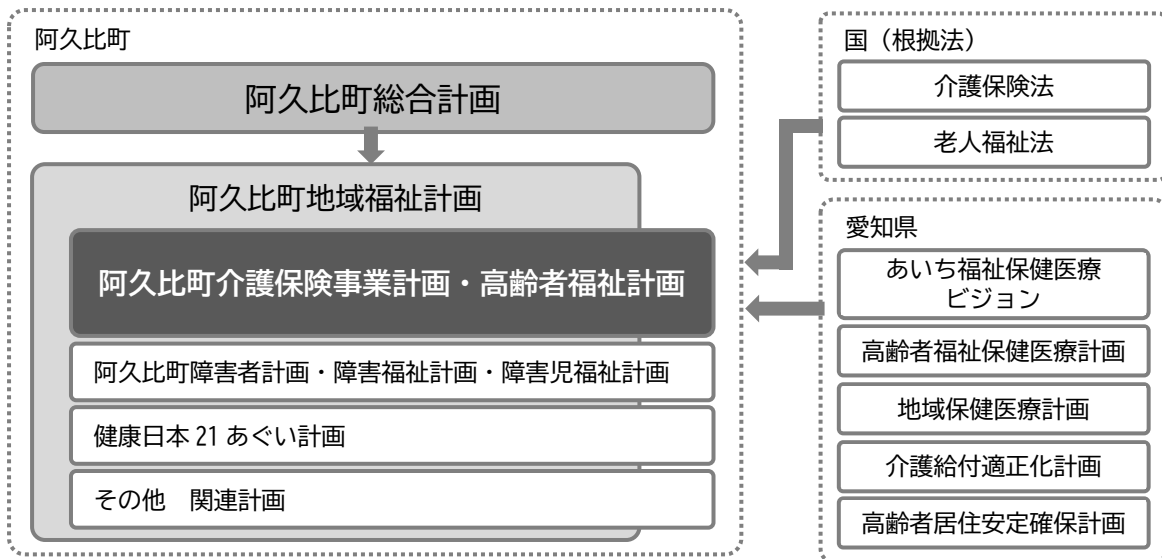 阿久比町
阿久比町総合計画
阿久比町地域福祉計画
阿久比町介護保険事業計画・高齢者福祉計画
阿久比町障害者計画・障害福祉計画・障害児福祉計画
健康日本 21 あぐい計画
その他　関連計画
国（根拠法）
介護保険法
老人福祉法
愛知県
あいち福祉保健医療
ビジョン
高齢者福祉保健医療計画
地域保健医療計画
介護給付適正化計画
高齢者居住安定確保計画